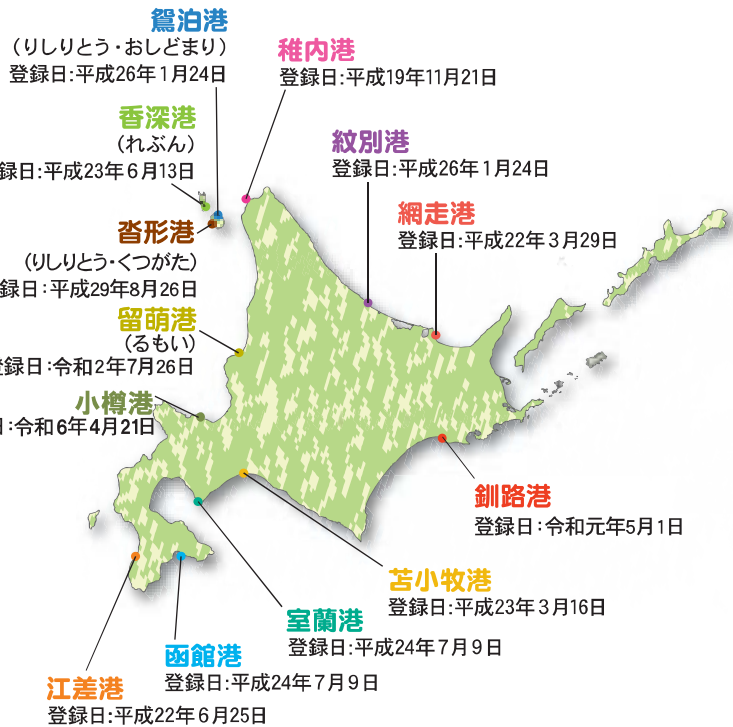 鴛泊港
（りしりとう・おしどまり）
登録日:平成26年1月24日
稚内港
登録日:平成19年11月21日
香深港
（れぶん）
録日:平成23年6月13日
紋別港
登録日:平成26年1月24日
網走港
登録日:平成22年3月29日
沓形港
（りしりとう・くつがた）
録日:平成29年8月26日
留萌港
（るもい）
登録日:令和2年7月26日
小樽港
日:令和6年4月21日
釧路港
登録日:令和元年5月1日
苫小牧港
登録日:平成23年3月16日
室蘭港
登録日:平成24年7月9日
函館港
登録日:平成24年7月9日
江差港
登録日:平成22年6月25日